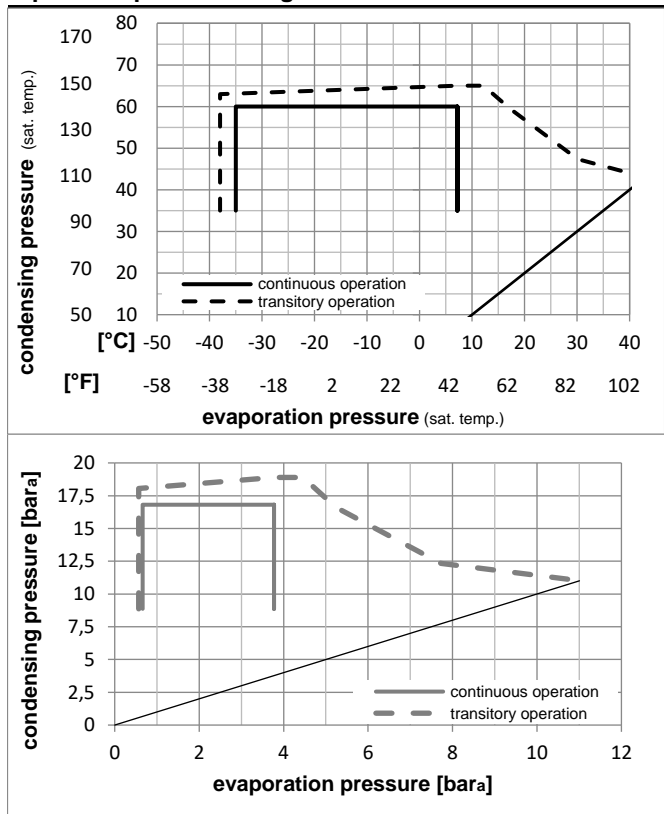 170 80
150 70
130 60
50
110 40
90 30
70 20
50 10
condensing pressure (sat. temp.)
continuous operation
transitory operation
[°C] -50 -40 -30 -20 -10 0 10 20 30 40
[°F] -58 -38 -18 2 22 42 62 82 102
evaporation pressure (sat. temp.)
20
17,5
15
12,5
10
7,5
5
2,5
0
condensing pressure [bara]
continuous operation
transitory operation
0 2 4 6 8 10 12
evaporation pressure [bara]